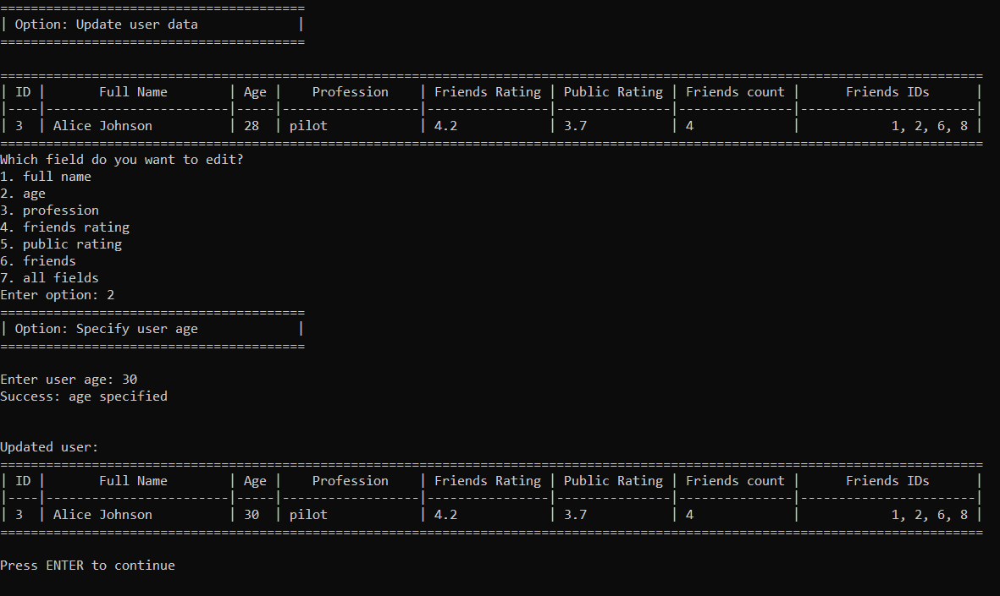 ========================================
| Option: Update user data             |
========================================
=================================================================================================================================
| ID |       Full Name        | Age |    Profession    | Friends Rating | Public Rating | Friends count |      Friends IDs      |
|----|------------------------|-----|------------------|----------------|---------------|---------------|-----------------------|
| 3  | Alice Johnson          | 28  | pilot            | 4.2            | 3.7           | 4             |            1, 2, 6, 8 |
=================================================================================================================================
Which field do you want to edit?
1. full name
2. age
3. profession
4. friends rating
5. public rating
6. friends
7. all fields
Enter option: 2
========================================
| Option: Specify user age             |
========================================
Enter user age: 30
Success: age specified
Updated user:
=================================================================================================================================
| ID |       Full Name        | Age |    Profession    | Friends Rating | Public Rating | Friends count |      Friends IDs      |
|----|------------------------|-----|------------------|----------------|---------------|---------------|-----------------------|
| 3  | Alice Johnson          | 30  | pilot            | 4.2            | 3.7           | 4             |            1, 2, 6, 8 |
=================================================================================================================================
Press ENTER to continue